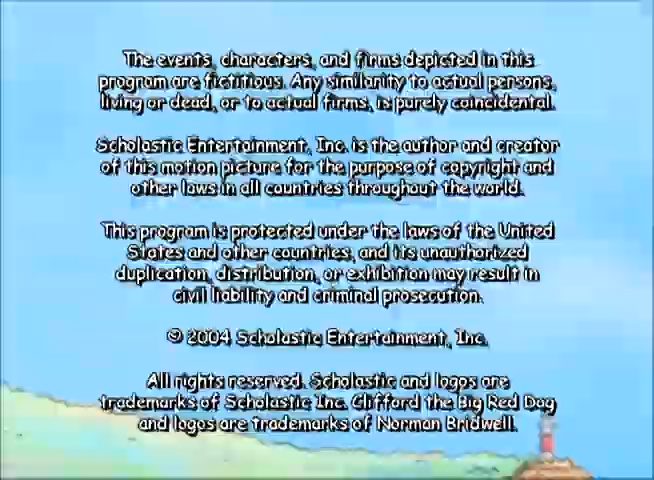 The events, characters, and firms depicted in this
program are fictitious. Any similarity to actual persons,
living or dead, or to actual firms, is purely coincidental.
Scholastic Entertainment, Inc. is the author and creator
of this motion picture for the purpose of copyright and
other laws in all countries throughout the world.
This program is protected under the laws of the United
States and other countries, and its unauthorized
duplication, distribution, or exhibition may result in
civil liability and criminal prosecution.
© 2004 Scholastic Entertainment, Inc.
All rights reserved. Scholastic and logos are
trademarks of Scholastic Inc. Clifford the Big Red Dog
and logos are trademarks of Norman Bridwell.